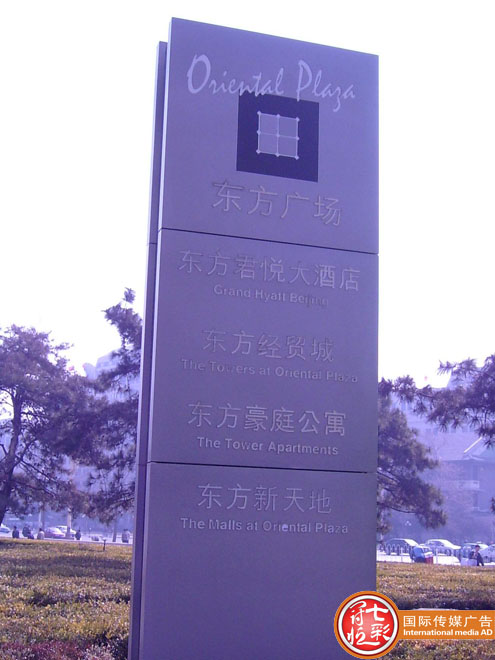 Oriental Plaza
东方广场
东方君悦大酒店
Grand Hyatt Beijing
东方经贸城
The Towers at Oriental Plaza
东方豪庭公寓
The Tower Apartments
东方新天地
The Malls at Oriental Plaza
七彩
国际传媒广告
International media AD